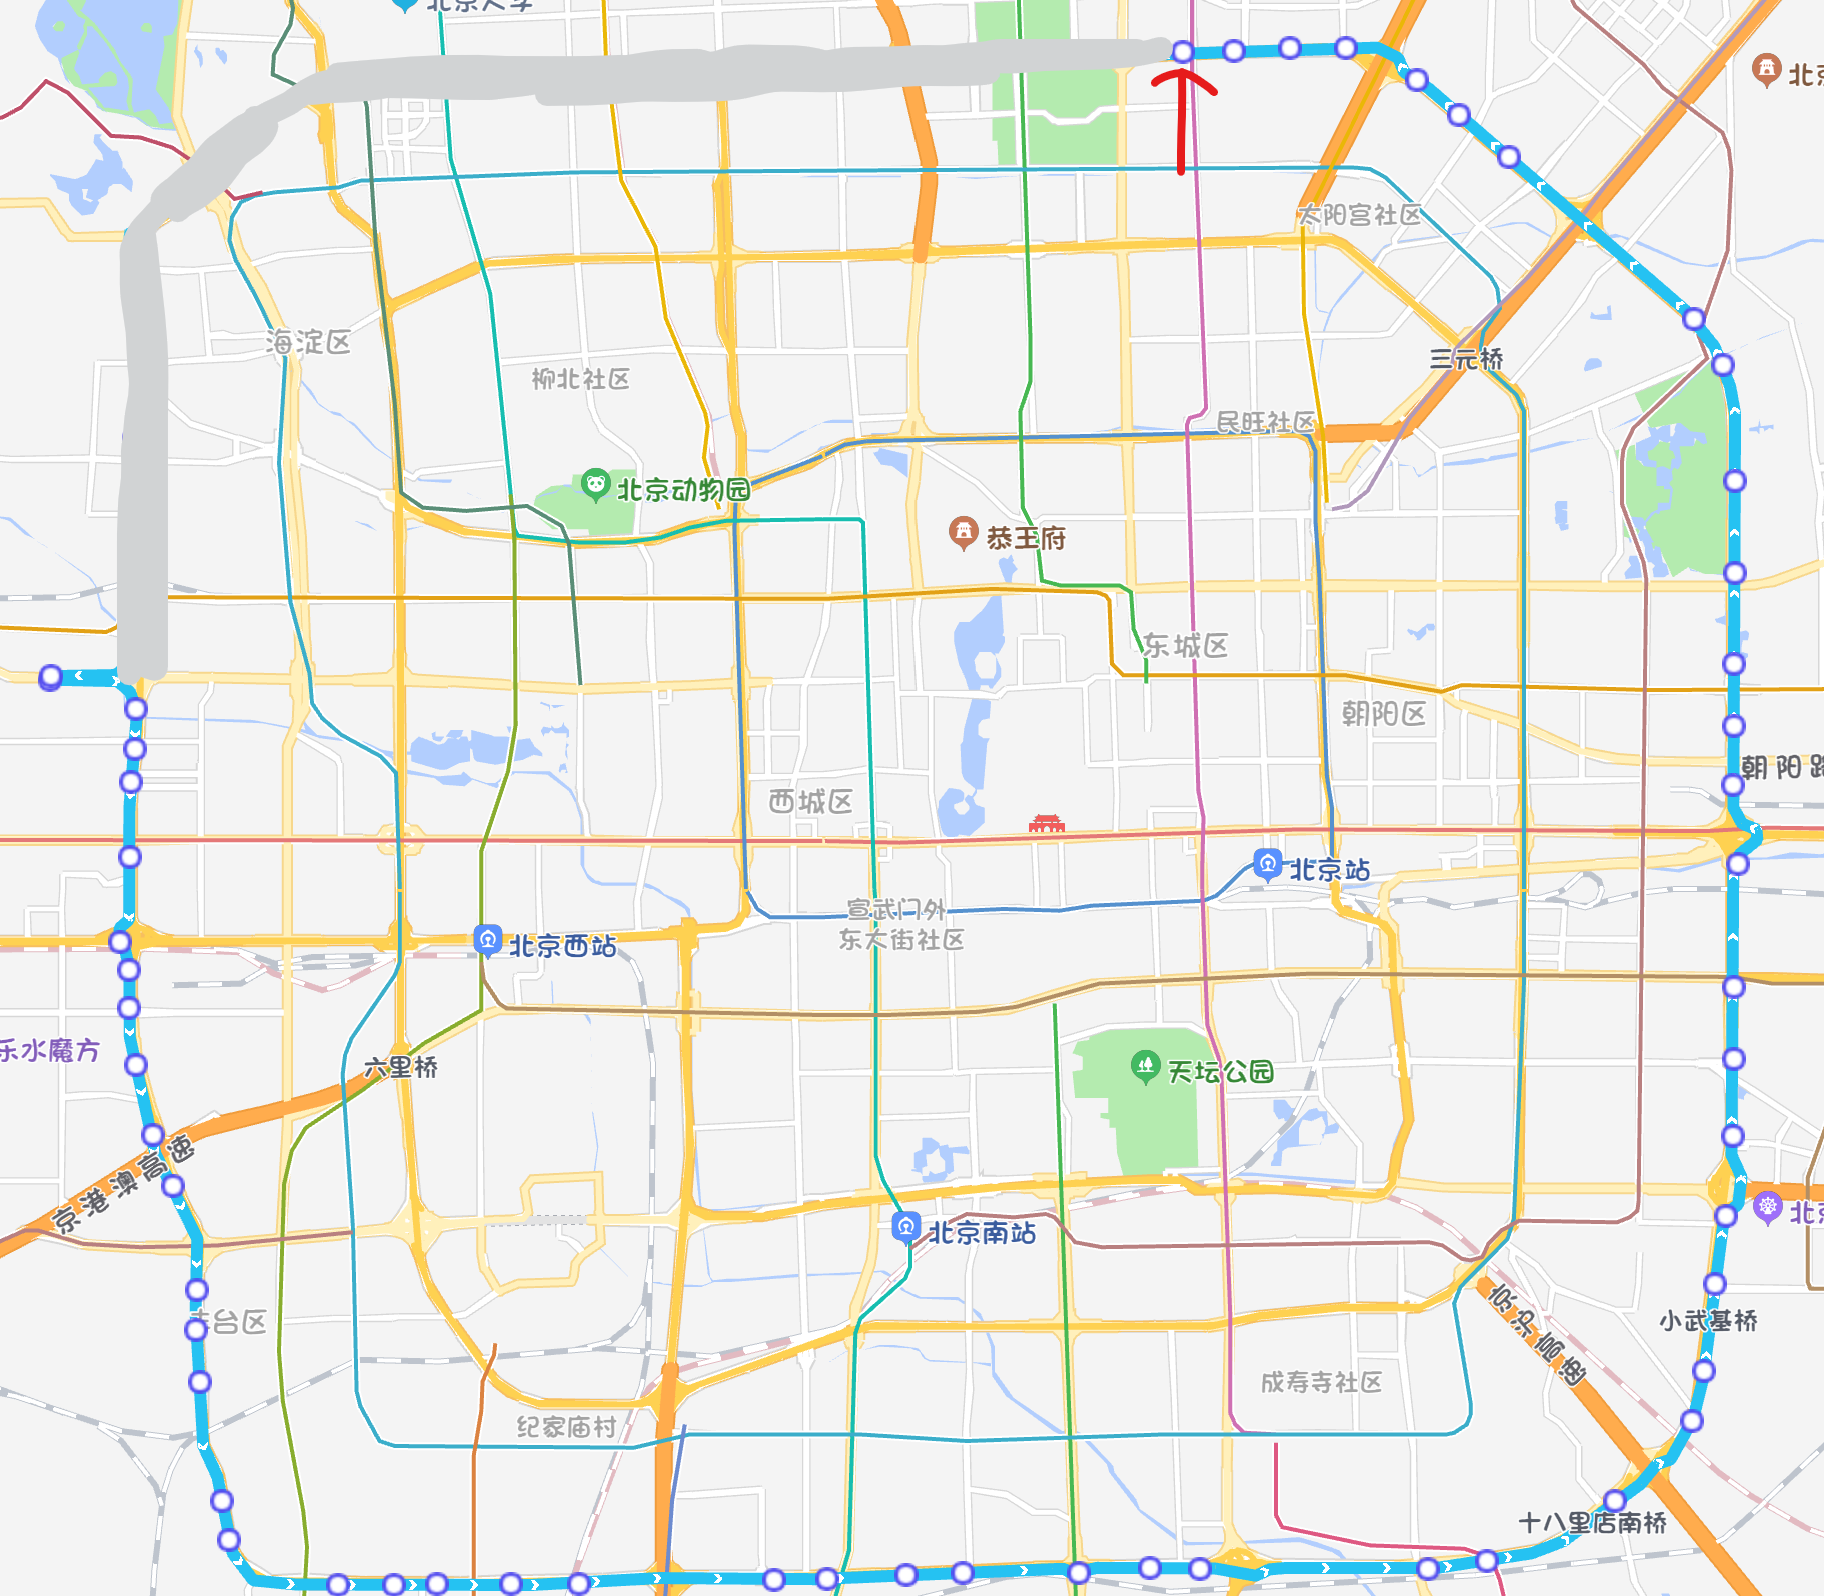 北京大学
北京
太阳宫社区
海淀区
三元桥
柳北社区
民旺社区
北京动物园
恭王府
东城区
朝阳区
朝阳路
西城区
北京站
宣武门外
东大街社区
北京西站
乐水魔方
六里桥
天坛公园
京港澳高速
北京南站
北京
台区
京沪高速
小武基桥
成寿寺社区
纪家庙村
十八里店南桥